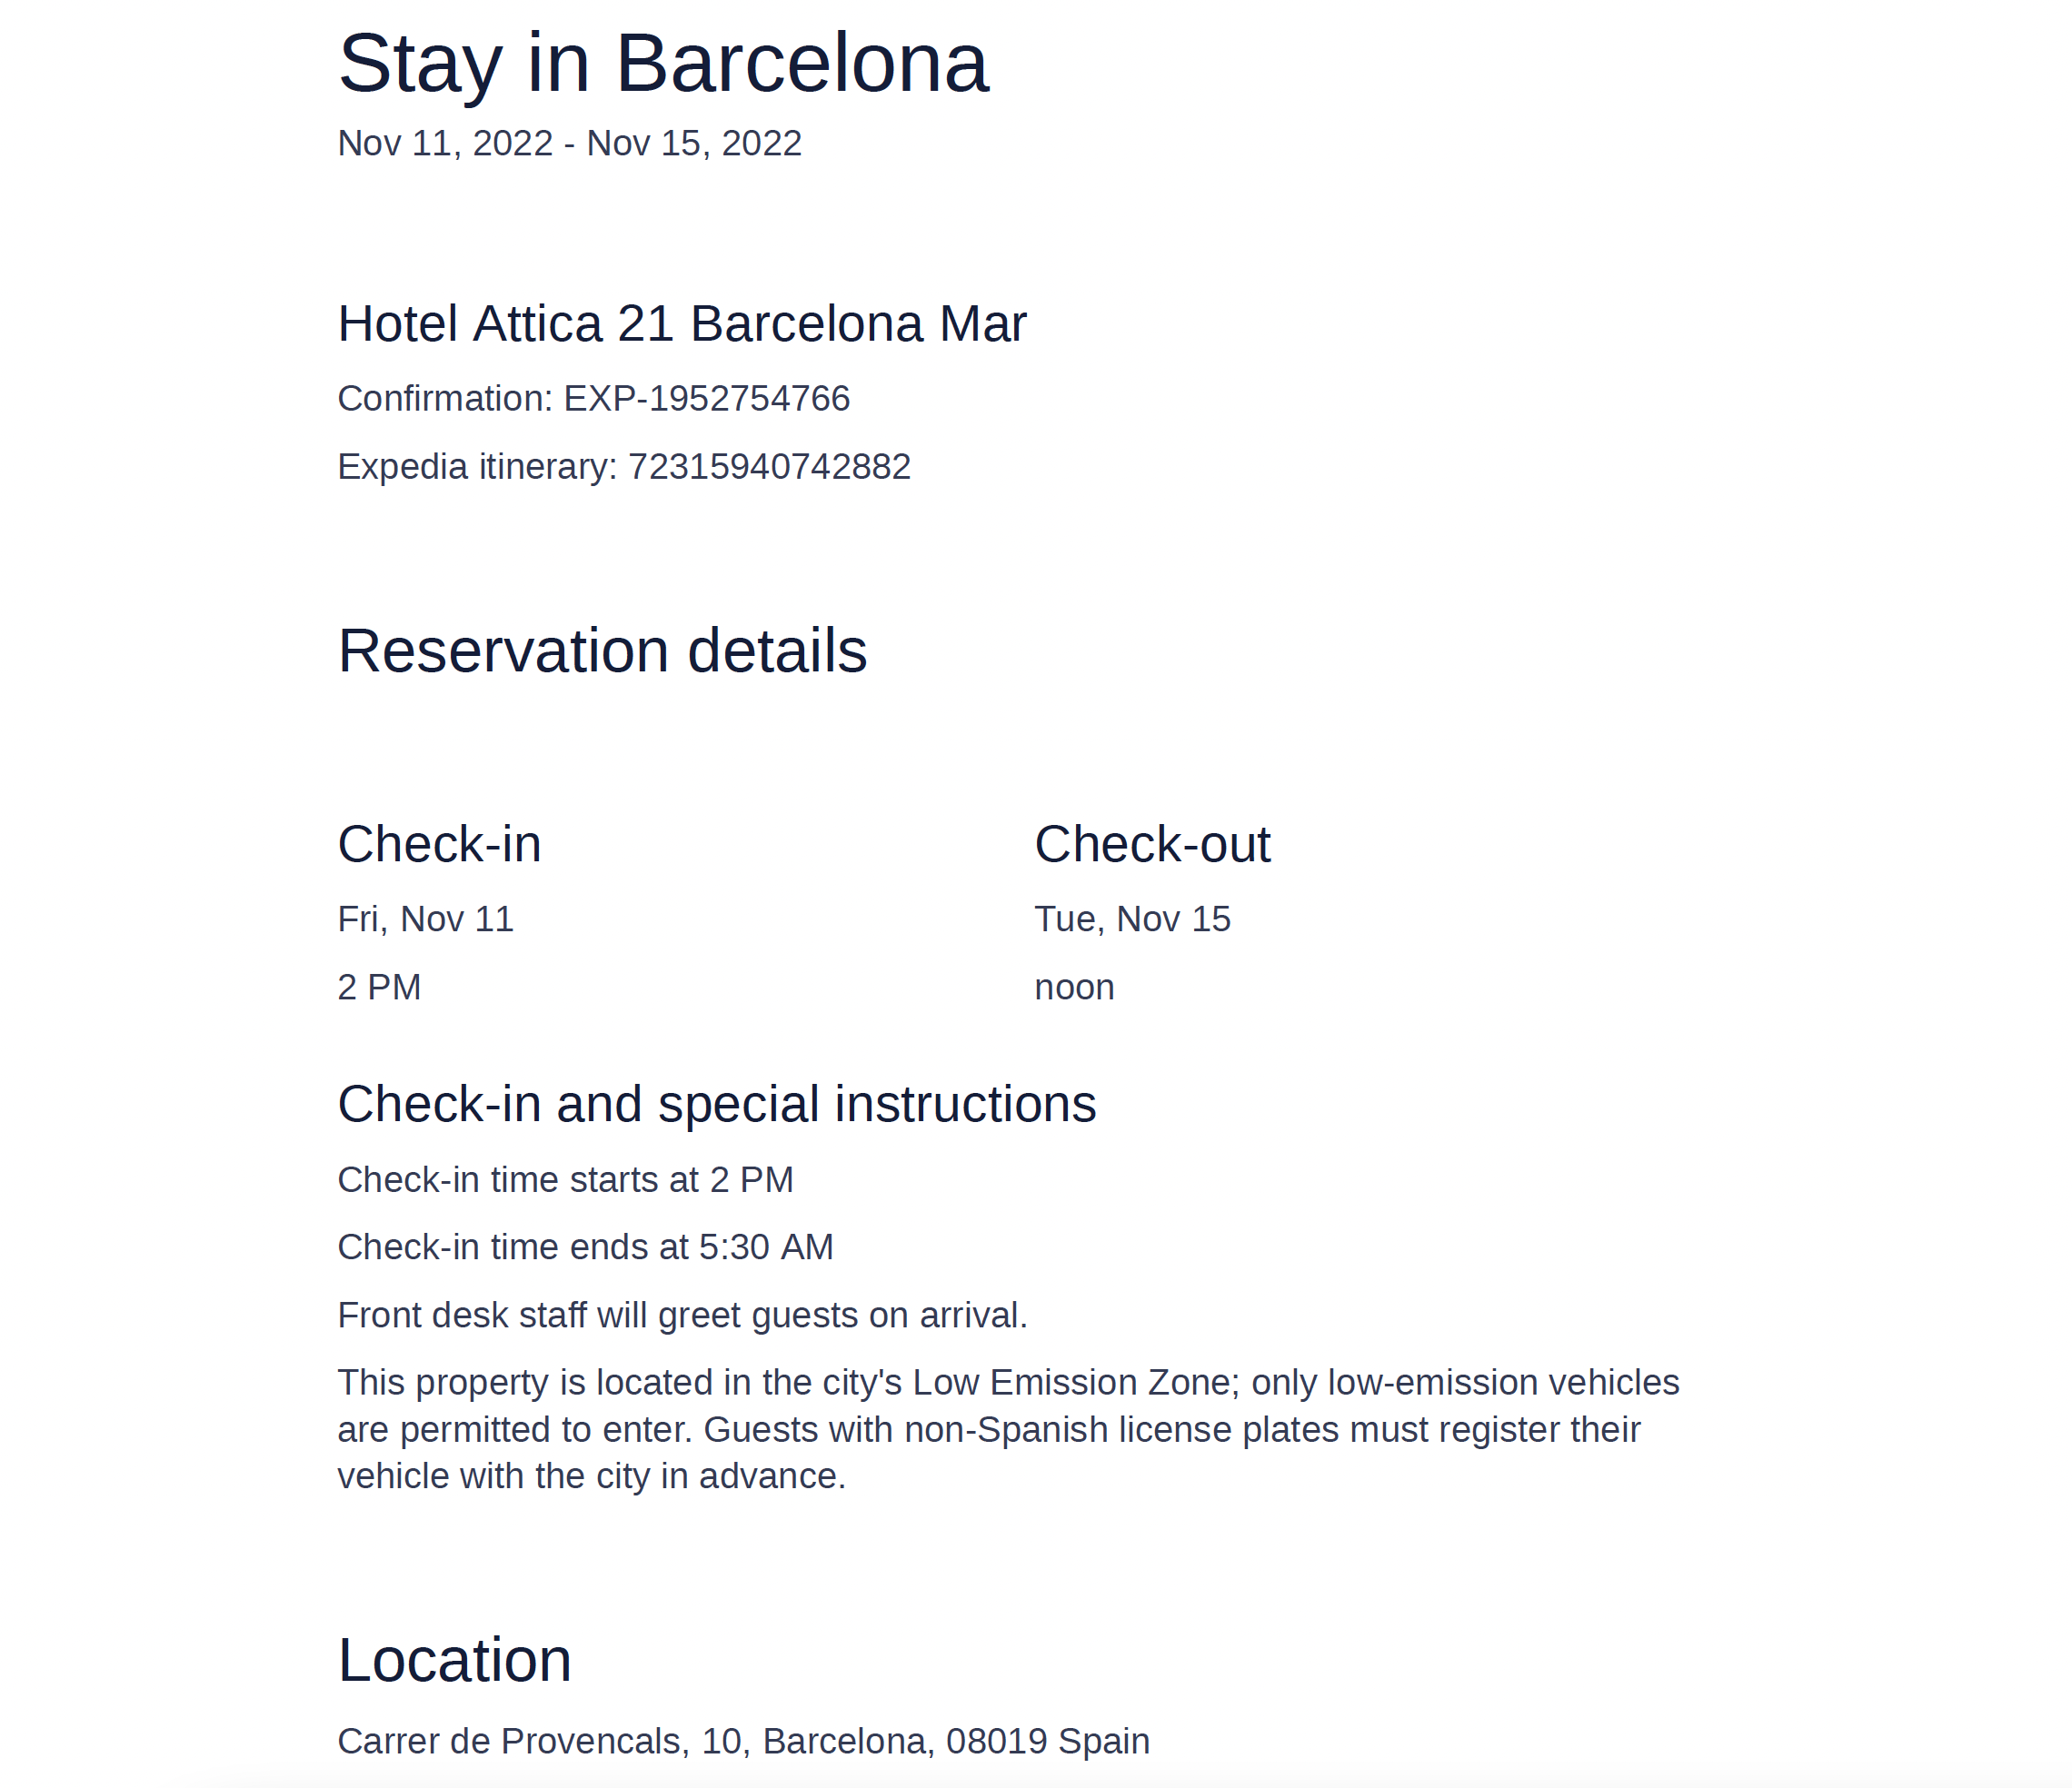 Stay in Barcelona
Nov 11, 2022 - Nov 15, 2022
Hotel Attica 21 Barcelona Mar
Confirmation: EXP-1952754766
Expedia itinerary: 72315940742882
Reservation details
Check-in
Fri, Nov 11
2 PM
Check-out
Tue, Nov 15
noon
Check-in and special instructions
Check-in time starts at 2 PM
Check-in time ends at 5:30 AM
Front desk staff will greet guests on arrival.
This property is located in the city's Low Emission Zone; only low-emission vehicles
are permitted to enter. Guests with non-Spanish license plates must register their
vehicle with the city in advance.
Location
Carrer de Provencals, 10, Barcelona, 08019 Spain